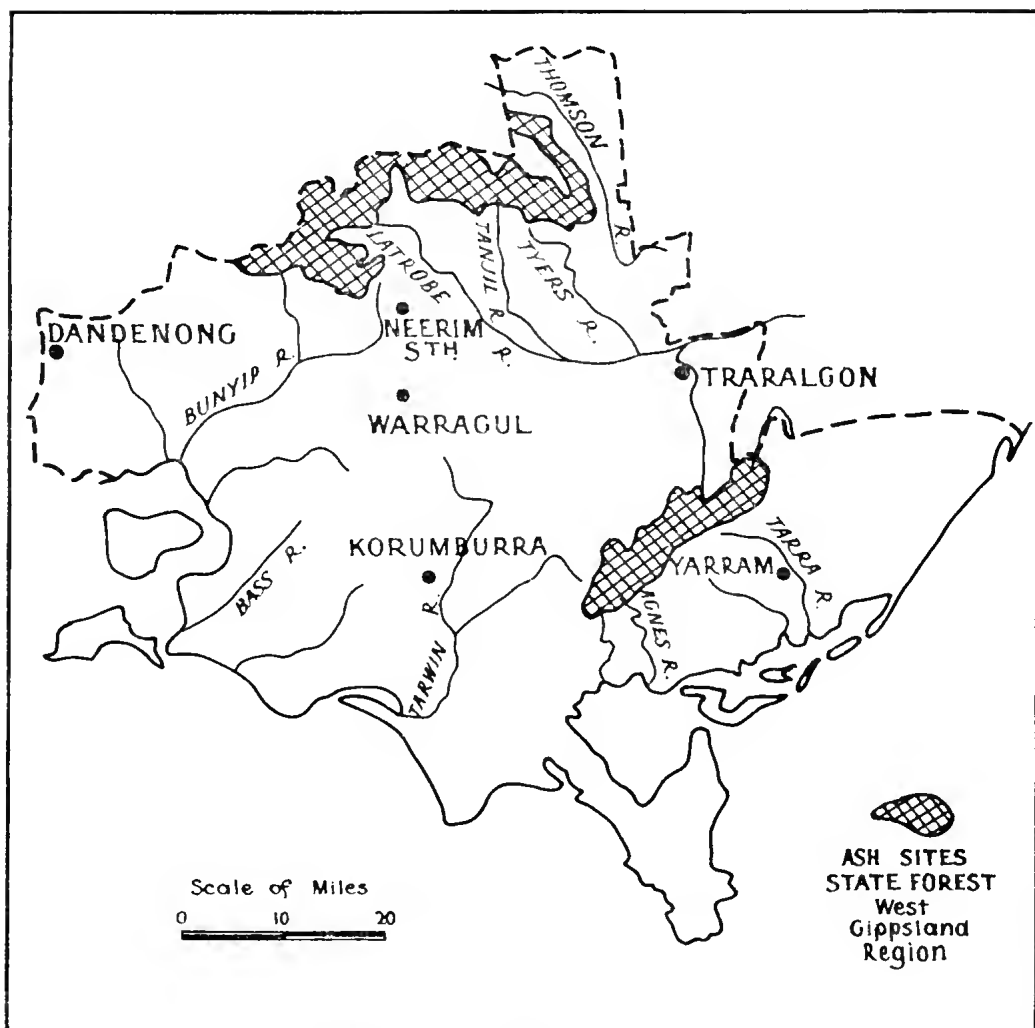 THOMSON
R.
LATROBE
R.
TANJIL R.
TYERS R.
DANDENONG
NEERIM
STH.
BUNYIP R.
TRARALGON
WARRAGUL
KORUMBURRA
BASS R.
TARWIN R.
YARRAM
TARRA R.
AGNES R.
Scale of Miles
0 10 20
ASH SITES
STATE FOREST
West
Gippsland
Region